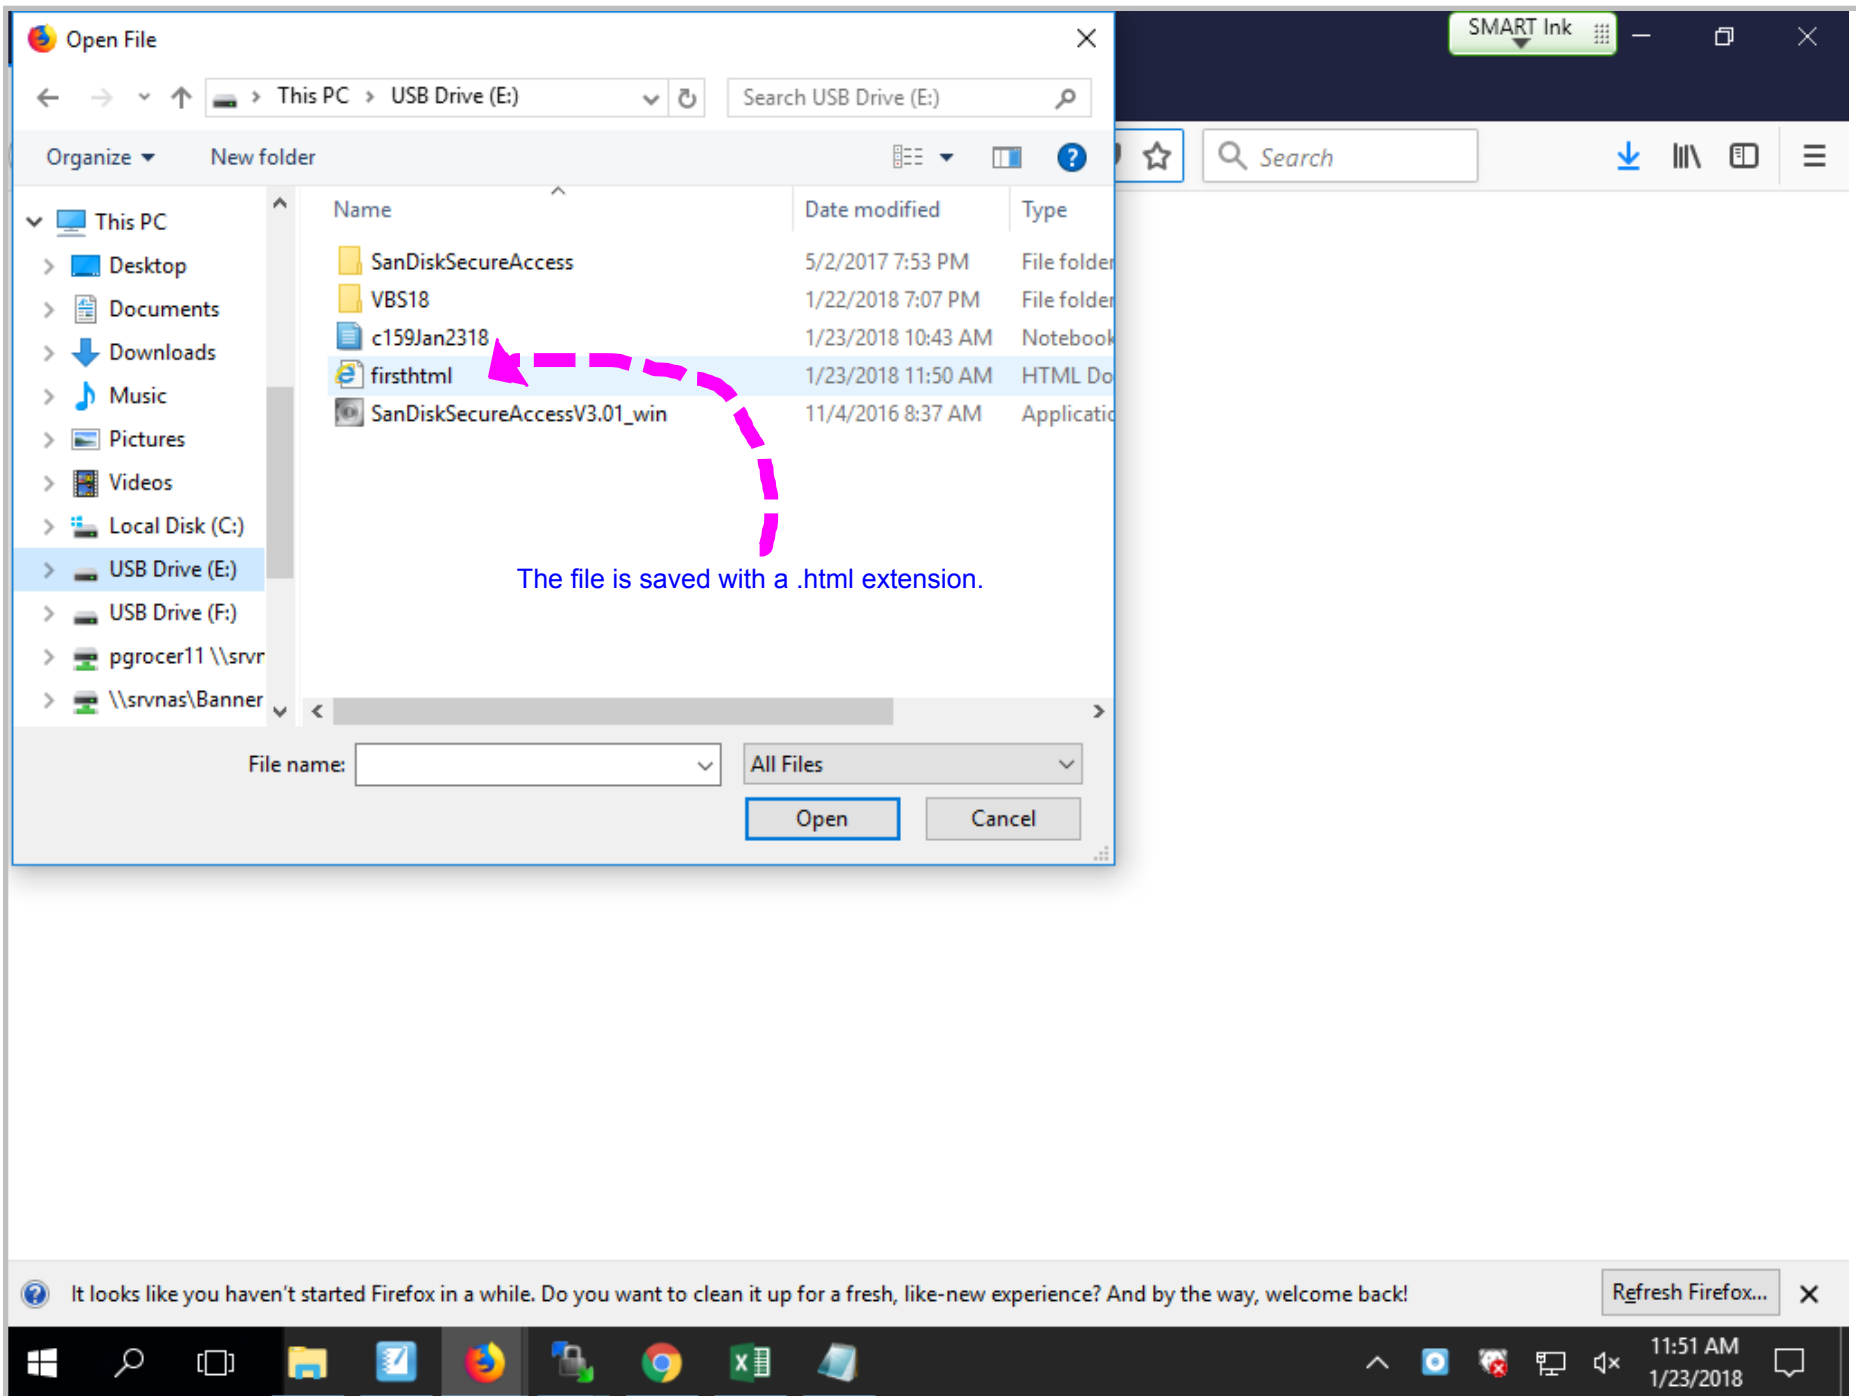 Open File
SMART Ink
This PC > USB Drive (E:)
Search USB Drive (E:)
Organize
New folder
Search
Name
Date modified
Type
This PC
Desktop
Documents
Downloads
Music
Pictures
Videos
Local Disk (C:)
USB Drive (E:)
USB Drive (F:)
pgrocer11 \\srvr
\\srvnas\Banner
SanDiskSecureAccess 5/2/2017 7:53 PM File folder
VBS18 1/22/2018 7:07 PM File folder
c159Jan2318 1/23/2018 10:43 AM Notebook
firsthtml 1/23/2018 11:50 AM HTML Do
SanDiskSecureAccessV3.01_win 11/4/2016 8:37 AM Applicatio
The file is saved with a .html extension.
File name:
All Files
Open
Cancel
It looks like you haven't started Firefox in a while. Do you want to clean it up for a fresh, like-new experience? And by the way, welcome back!
Refresh Firefox...
11:51 AM
1/23/2018